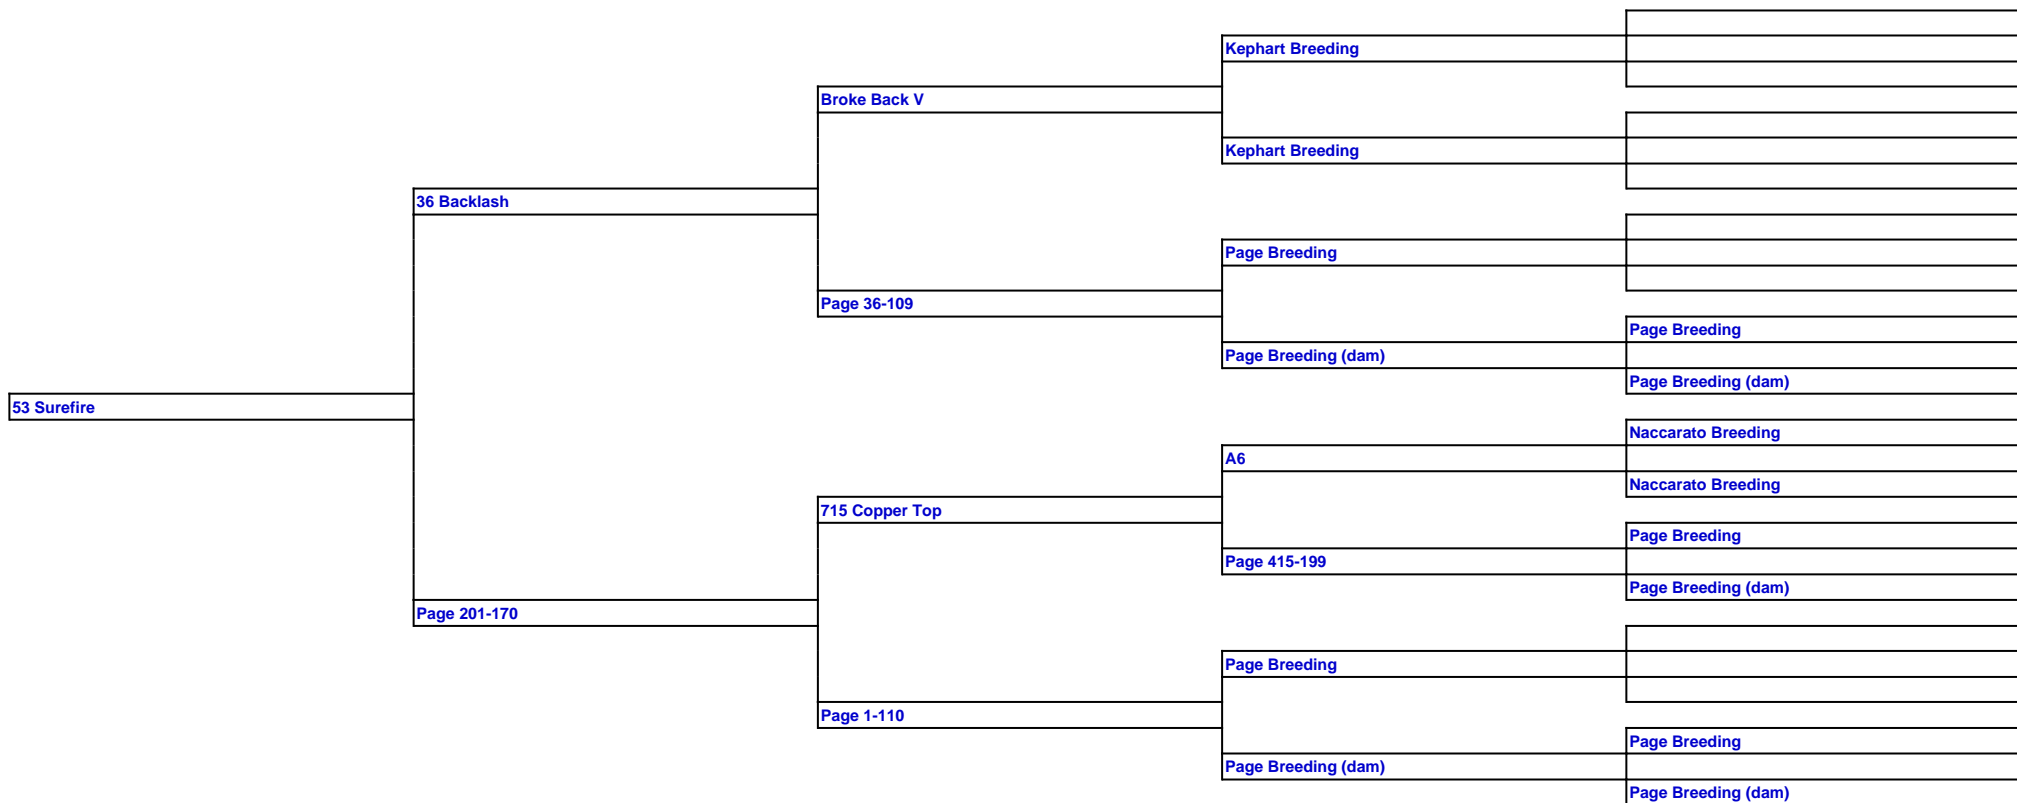 Kephart Breeding
Broke Back V
Kephart Breeding
36 Backlash
Page Breeding
Page 36-109
Page Breeding
Page Breeding (dam)
Page Breeding (dam)
53 Surefire
Naccarato Breeding
A6
Naccarato Breeding
715 Copper Top
Page Breeding
Page 415-199
Page Breeding (dam)
Page 201-170
Page Breeding
Page 1-110
Page Breeding
Page Breeding (dam)
Page Breeding (dam)